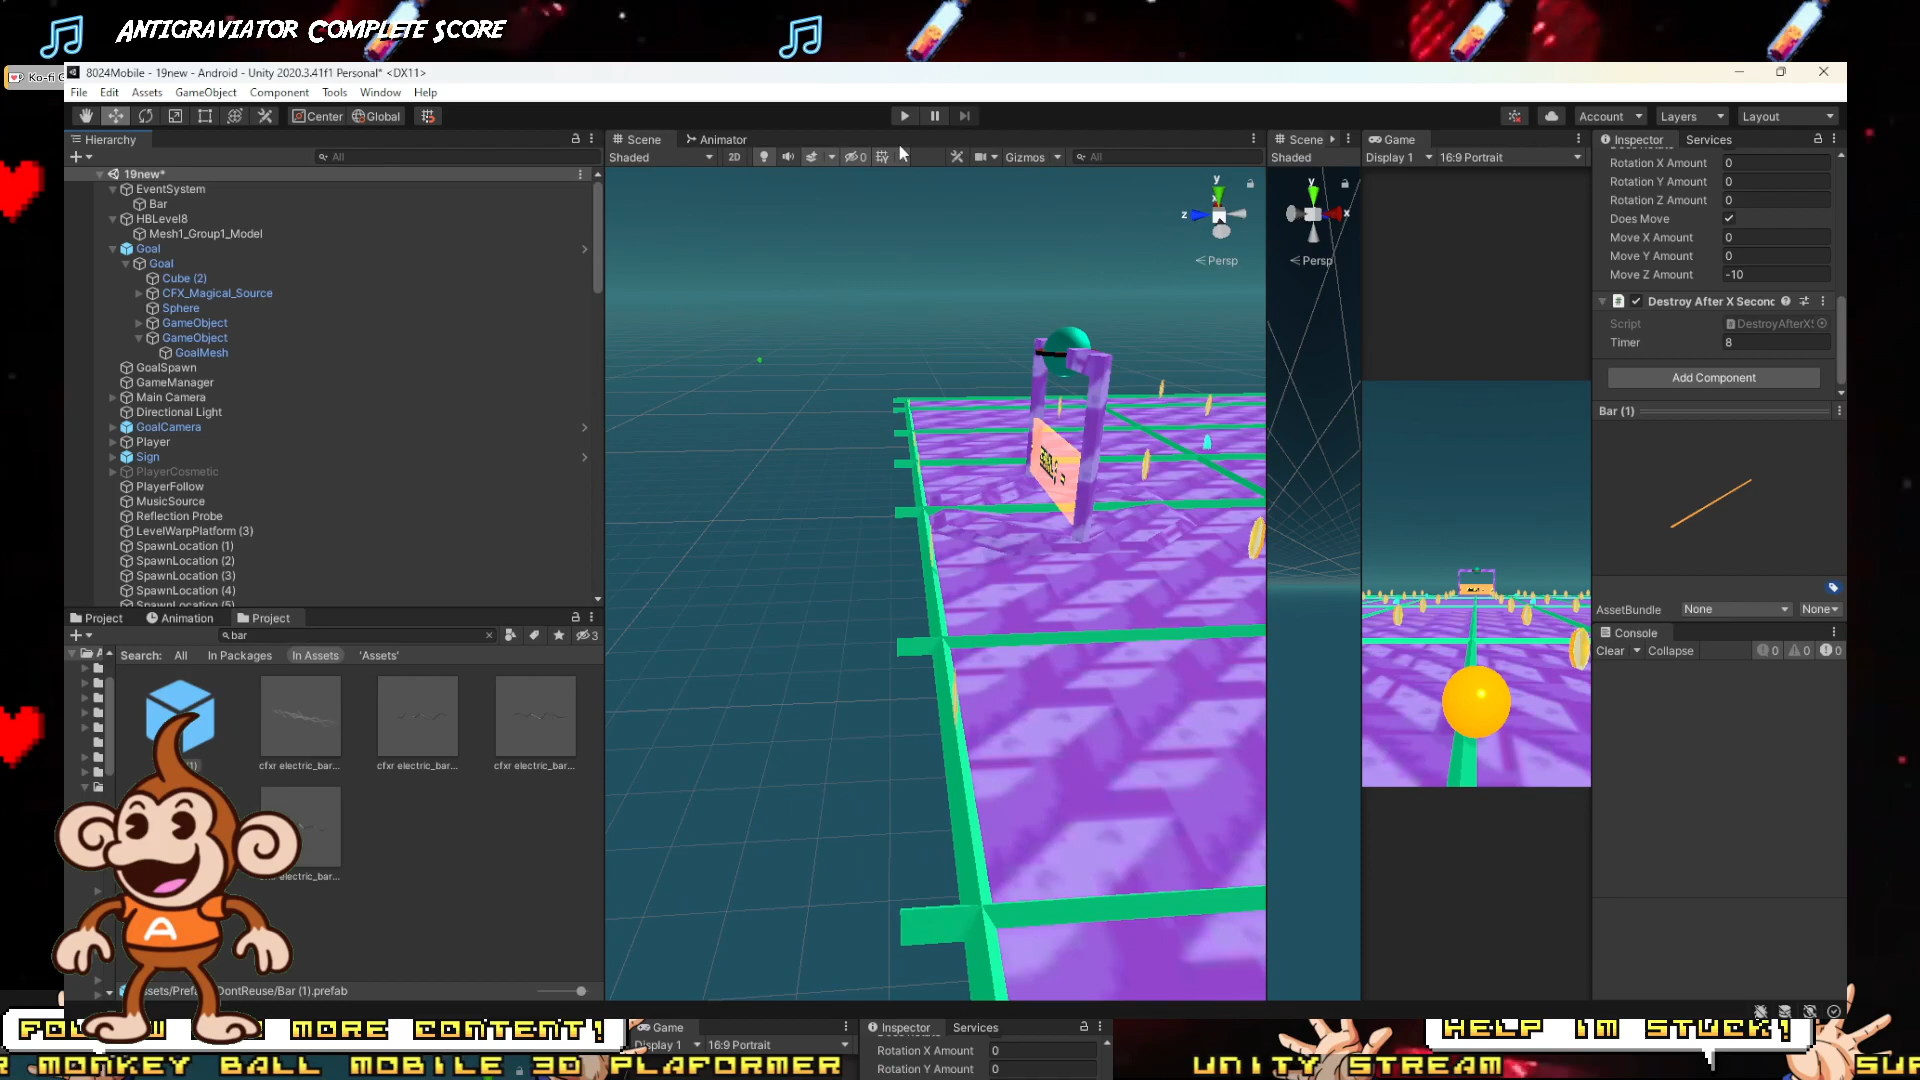 Antigraviator Complete Score
Ko-fi
8024Mobile - 19new - Android - Unity 2020.3.41f1 Personal* <DX11>
File Edit Assets GameObject Component Tools Window Help
Center Global Account Layers Layout
Hierarchy
All
19new*
EventSystem
Bar
HBLevel8
Mesh1_Group1_Model
Goal
Goal
Cube (2)
CFX_Magical_Source
Sphere
GameObject
GameObject
GoalMesh
GoalSpawn
GameManager
Main Camera
Directional Light
GoalCamera
Player
Sign
PlayerCosmetic
PlayerFollow
MusicSource
Reflection Probe
LevelWarpPlatform (3)
SpawnLocation (1)
SpawnLocation (2)
SpawnLocation (3)
SpawnLocation (4)
SpawnLocation (5)
Scene Animator
Shaded 2D 0 Gizmos All
y
x
z
Persp
Scene
Shaded
y
x
Persp
Game
Display 1 16:9 Portrait
Inspector Services
Rotation X Amount 0
Rotation Y Amount 0
Rotation Z Amount 0
Does Move
Move X Amount 0
Move Y Amount 0
Move Z Amount -10
Destroy After X Second
Script DestroyAfterX
Timer 8
Add Component
Bar (1)
AssetBundle None None
Console
Clear Collapse 0 0 0
Project Animation Project
bar 3
Search: All In Packages In Assets 'Assets'
cfxr electric_bar... cfxr electric_bar... cfxr electric_bar...
electric_bar...
A
DontReuse/Bar (1).prefab
MORE CONTENT!
HELP IM STUCK!
Game
Display 1 16:9 Portrait
Inspector Services
Rotation X Amount 0
Rotation Y Amount 0
MONKEY BALL MOBILE 3D PLAFORMER UNITY STREAM